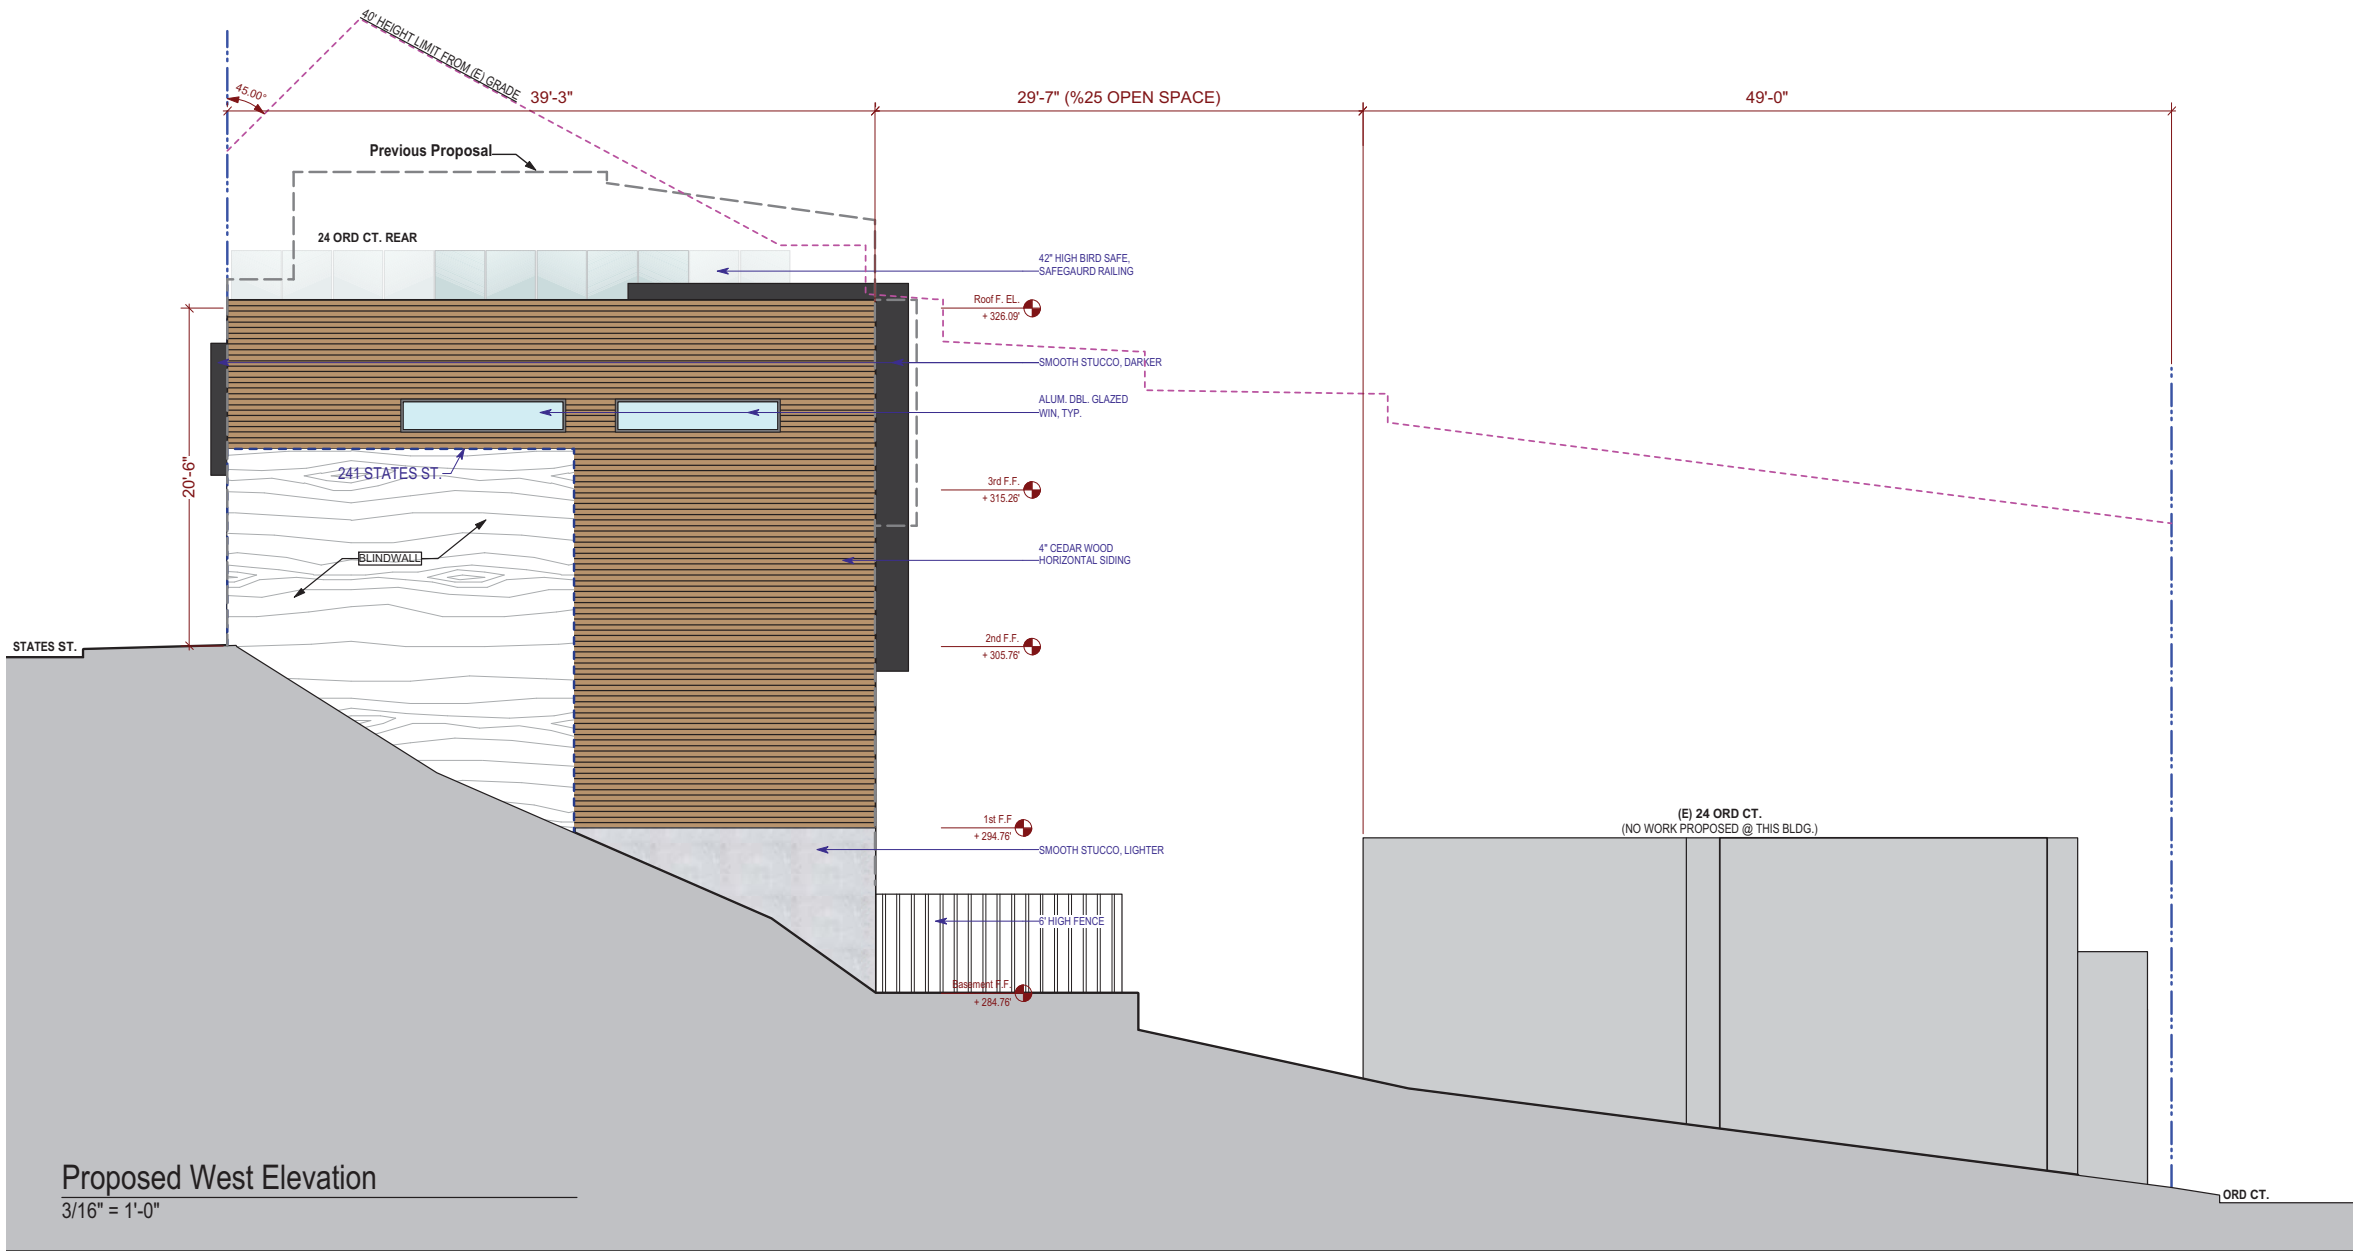 40' HEIGHT LIMIT FROM (E) GRADE
45.00°
39'-3"
29'-7" (%25 OPEN SPACE)
49'-0"
Previous Proposal
24 ORD CT. REAR
42" HIGH BIRD SAFE,
SAFEGAURD RAILING
Roof F. EL.
+ 326.09'
SMOOTH STUCCO, DARKER
ALUM. DBL. GLAZED
WIN, TYP.
241 STATES ST.
20'-6"
3rd F.F.
+ 315.26'
BLINDWALL
4" CEDAR WOOD
HORIZONTAL SIDING
STATES ST.
2nd F.F.
+ 305.76'
1st F.F
+ 294.76'
SMOOTH STUCCO, LIGHTER
(E) 24 ORD CT.
(NO WORK PROPOSED @ THIS BLDG.)
6' HIGH FENCE
Basement F.F.
+ 284.76'
Proposed West Elevation
3/16" = 1'-0"
ORD CT.